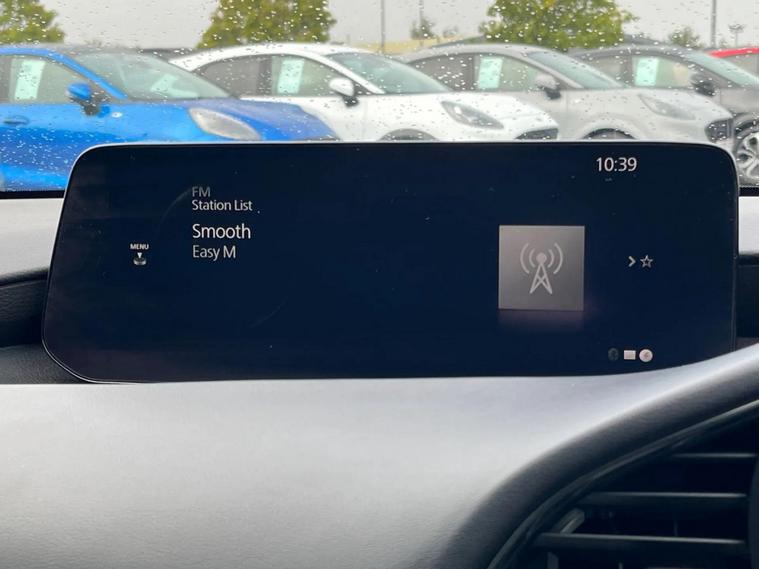 10:39
FM
Station List
Smooth
Easy M
MENU